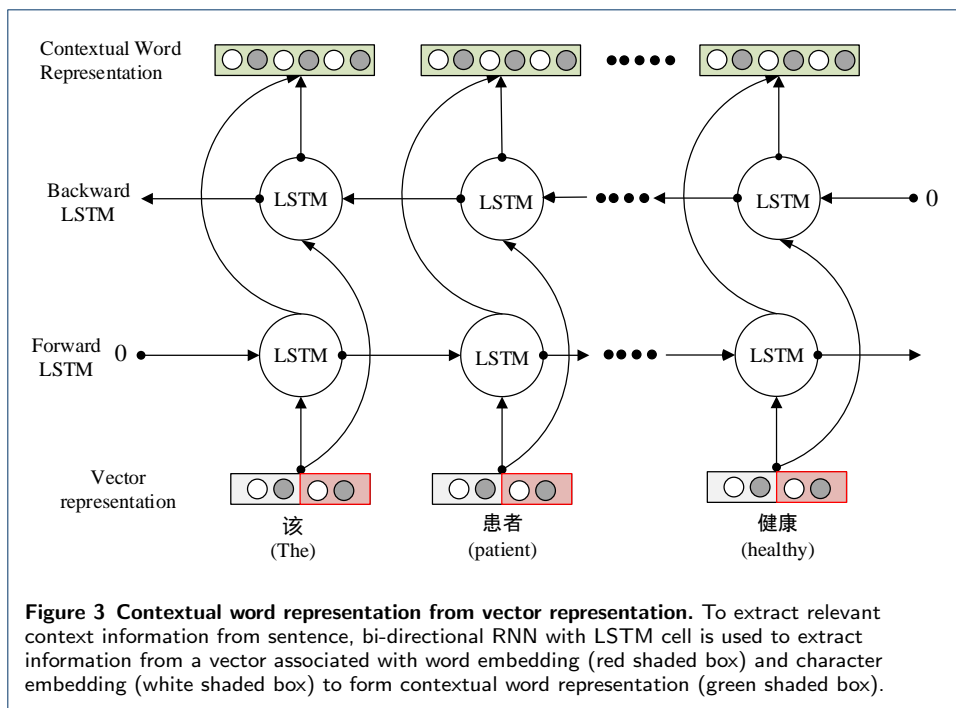 Contextual Word
Representation
Backward
LSTM
LSTM
LSTM
LSTM
0
Forward
LSTM
0
LSTM
LSTM
LSTM
Vector
representation
该
患者
健康
(The)
(patient)
(healthy)
Figure 3 Contextual word representation from vector representation. To extract relevant
context information from sentence, bi-directional RNN with LSTM cell is used to extract
information from a vector associated with word embedding (red shaded box) and character
embedding (white shaded box) to form contextual word representation (green shaded box).